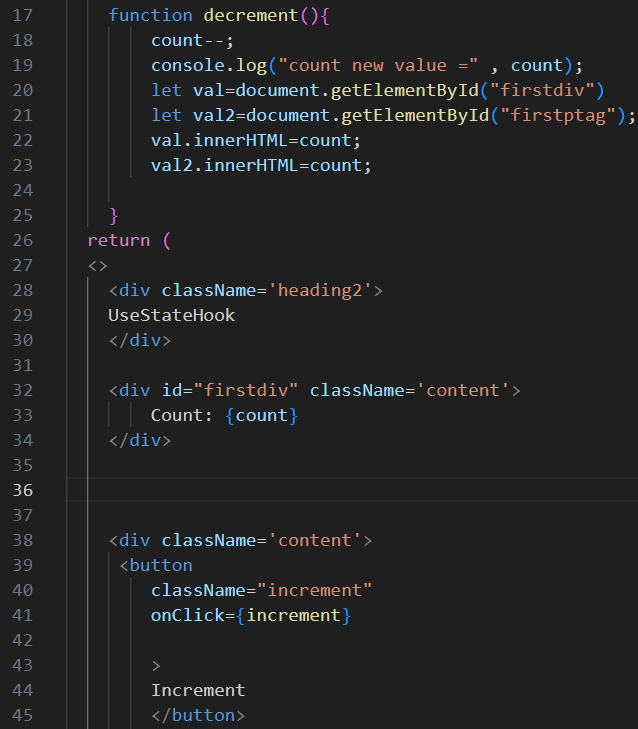 17 function decrement(){
18 count--;
19 console.log("count new value =" , count);
20 let val=document.getElementById("firstdiv")
21 let val2=document.getElementById("firstptag");
22 val.innerHTML=count;
23 val2.innerHTML=count;
24
25 }
26 return (
27 <>
28 <div className='heading2'>
29 UseStateHook
30 </div>
31
32 <div id="firstdiv" className='content'>
33 Count: {count}
34 </div>
35
36
37
38 <div className='content'>
39 <button
40 className="increment"
41 onClick={increment}
42
43 >
44 Increment
45 </button>